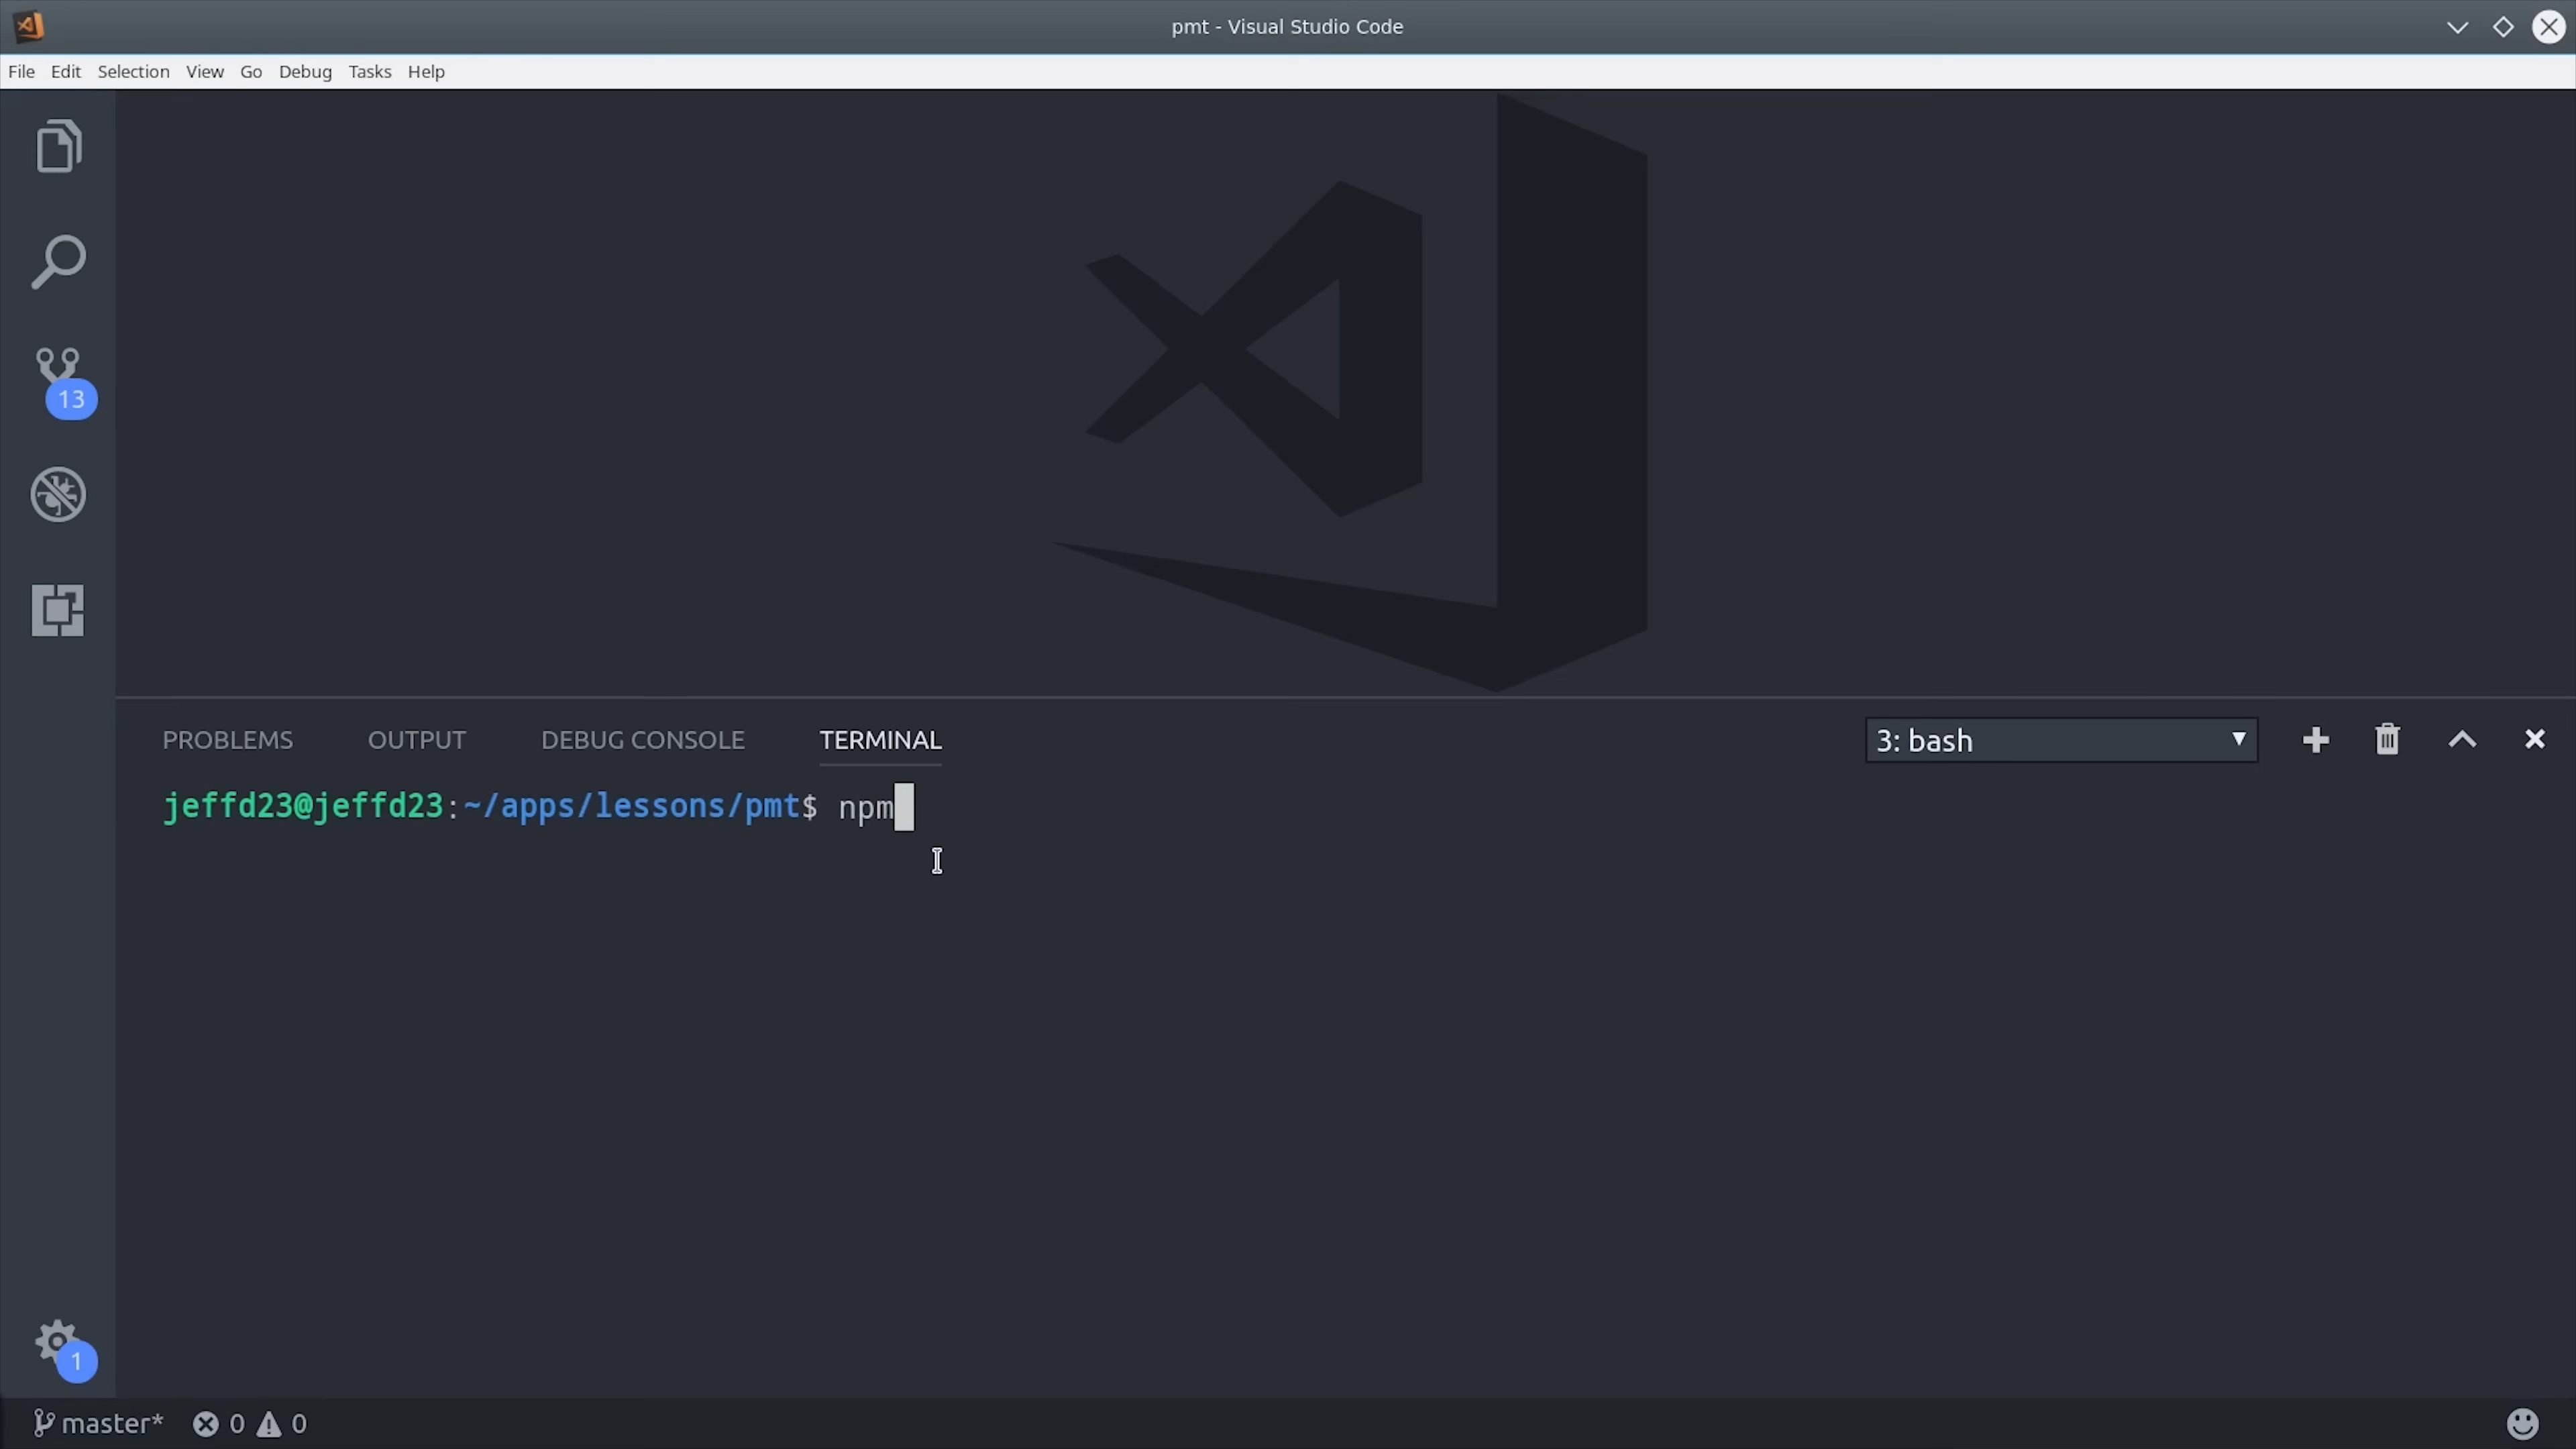 pmt - Visual Studio Code
File Edit Selection View Go Debug Tasks Help
13
PROBLEMS OUTPUT DEBUG CONSOLE TERMINAL 3: bash
jeffd23@jeffd23:~/apps/lessons/pmt$ npm
1
master* 0 0